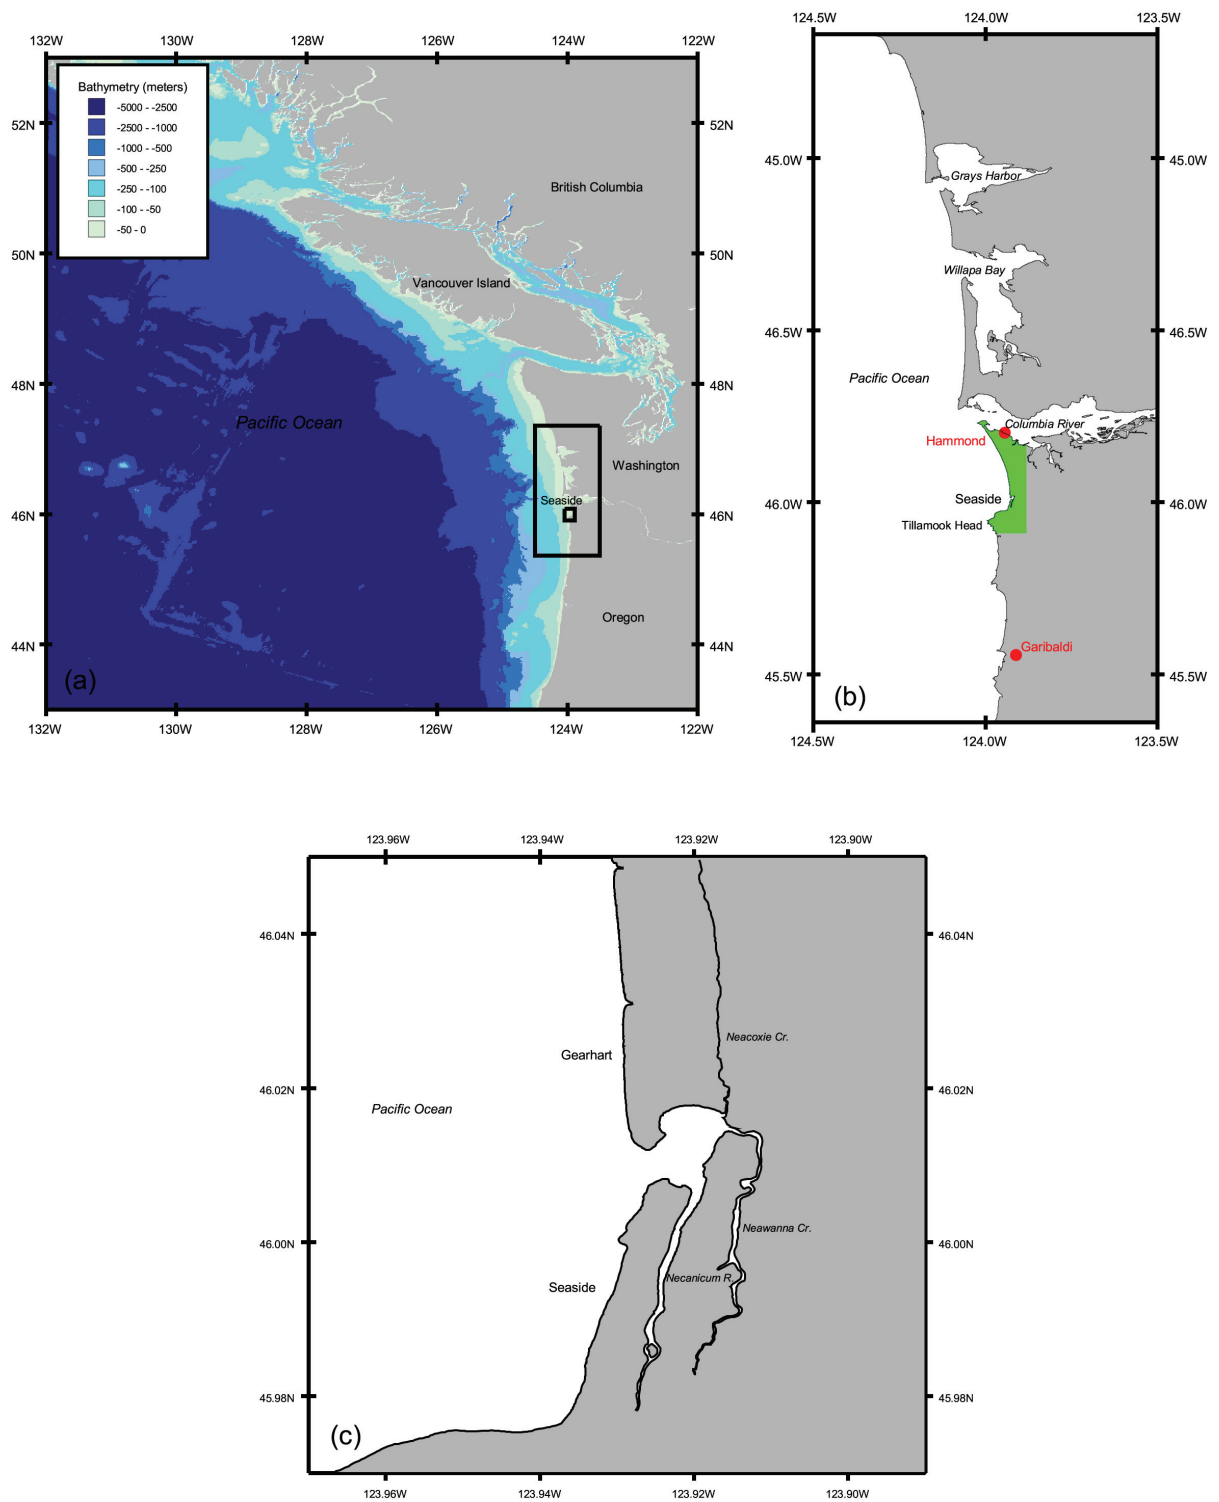 132W 130W 128W 126W 124W 122W
Bathymetry (meters)
-5000 - -2500
-2500 - -1000
-1000 - -500
-500 - -250
-250 - -100
-100 - -50
-50 - 0
52N 52N
British Columbia
50N 50N
Vancouver Island
48N 48N
Pacific Ocean
Washington
Seaside
46N 46N
Oregon
44N 44N
(a)
132W 130W 128W 126W 124W 122W
124.5W 124.0W 123.5W
45.0W 45.0W
Grays Harbor
Willapa Bay
46.5W 46.5W
Pacific Ocean
Columbia River
Hammond
Seaside
46.0W 46.0W
Tillamook Head
Garibaldi
45.5W 45.5W
(b)
124.5W 124.0W 123.5W
123.96W 123.94W 123.92W 123.90W
46.04N 46.04N
Neacoxie Cr.
Gearhart
46.02N 46.02N
Pacific Ocean
Neawanna Cr.
46.00N 46.00N
Necanicum R.
Seaside
45.98N 45.98N
(c)
123.96W 123.94W 123.92W 123.90W